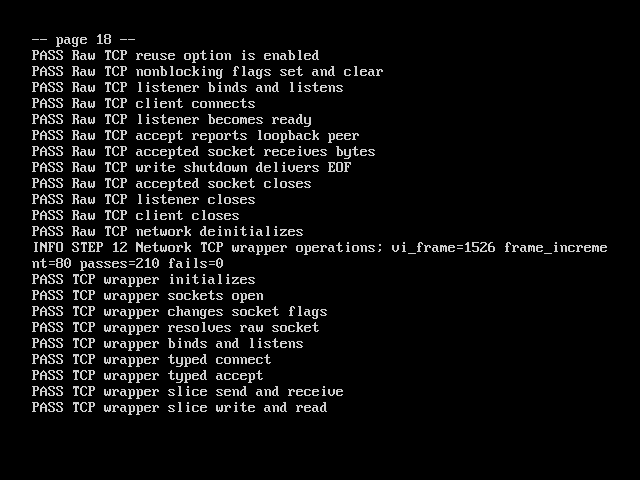 -- page 18 --
PASS Raw TCP reuse option is enabled
PASS Raw TCP nonblocking flags set and clear
PASS Raw TCP listener binds and listens
PASS Raw TCP client connects
PASS Raw TCP listener becomes ready
PASS Raw TCP accept reports loopback peer
PASS Raw TCP accepted socket receives bytes
PASS Raw TCP write shutdown delivers EOF
PASS Raw TCP accepted socket closes
PASS Raw TCP listener closes
PASS Raw TCP client closes
PASS Raw TCP network deinitializes
INFO STEP 12 Network TCP wrapper operations; vi_frame=1526 frame_increme
nt=80 passes=210 fails=0
PASS TCP wrapper initializes
PASS TCP wrapper sockets open
PASS TCP wrapper changes socket flags
PASS TCP wrapper resolves raw socket
PASS TCP wrapper binds and listens
PASS TCP wrapper typed connect
PASS TCP wrapper typed accept
PASS TCP wrapper slice send and receive
PASS TCP wrapper slice write and read